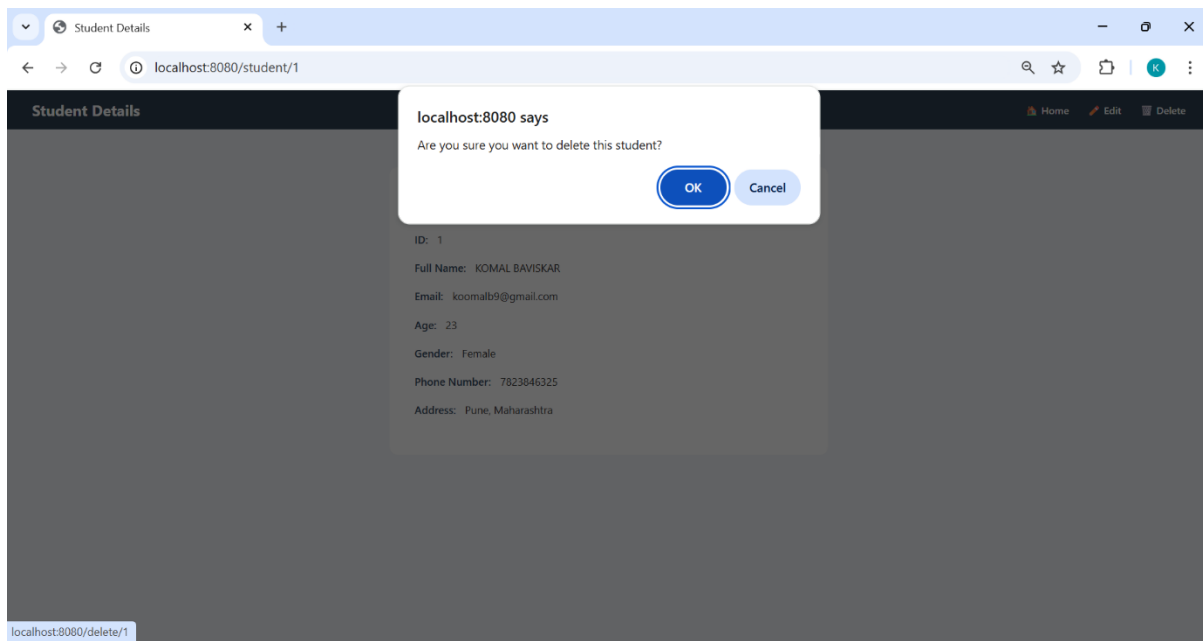 Student Details
localhost:8080/student/1
K
Student Details
Home Edit Delete
localhost:8080 says
Are you sure you want to delete this student?
OK Cancel
ID: 1
Full Name: KOMAL BAVISKAR
Email: koomalb9@gmail.com
Age: 23
Gender: Female
Phone Number: 7823846325
Address: Pune, Maharashtra
localhost:8080/delete/1